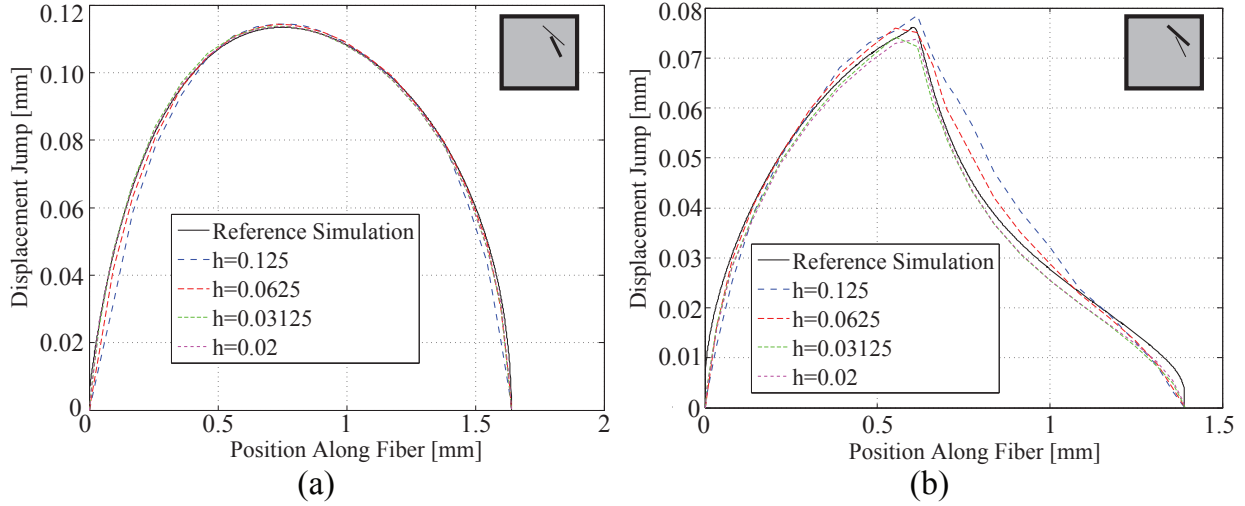 0.12
0.10
0.08
0.06
0.04
0.02
0
Displacement Jump [mm]
Reference Simulation
h=0.125
h=0.0625
h=0.03125
h=0.02
0 0.5 1 1.5 2
Position Along Fiber [mm]
(a)
0.08
0.07
0.06
0.05
0.04
0.03
0.02
0.01
0
Displacement Jump [mm]
Reference Simulation
h=0.125
h=0.0625
h=0.03125
h=0.02
0 0.5 1 1.5
Position Along Fiber [mm]
(b)